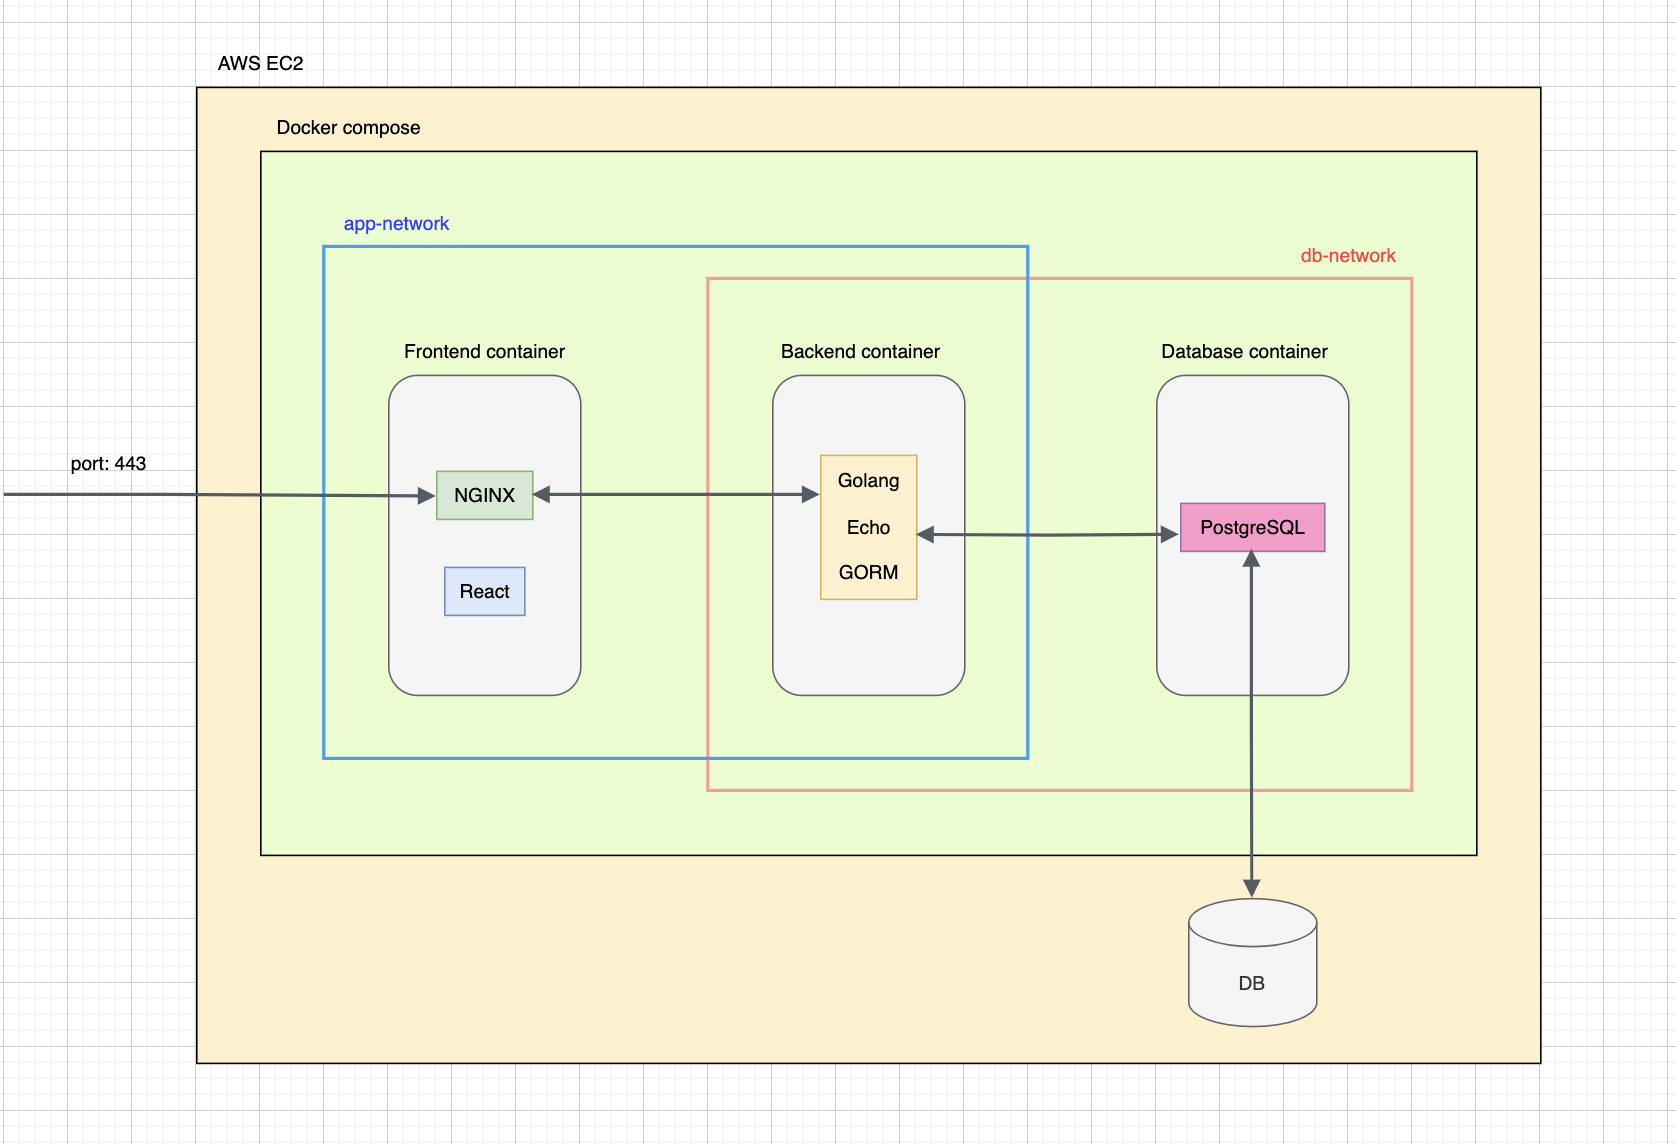 AWS EC2
Docker compose
app-network
db-network
Frontend container
Backend container
Database container
port: 443
NGINX
React
Golang
Echo
GORM
PostgreSQL
DB